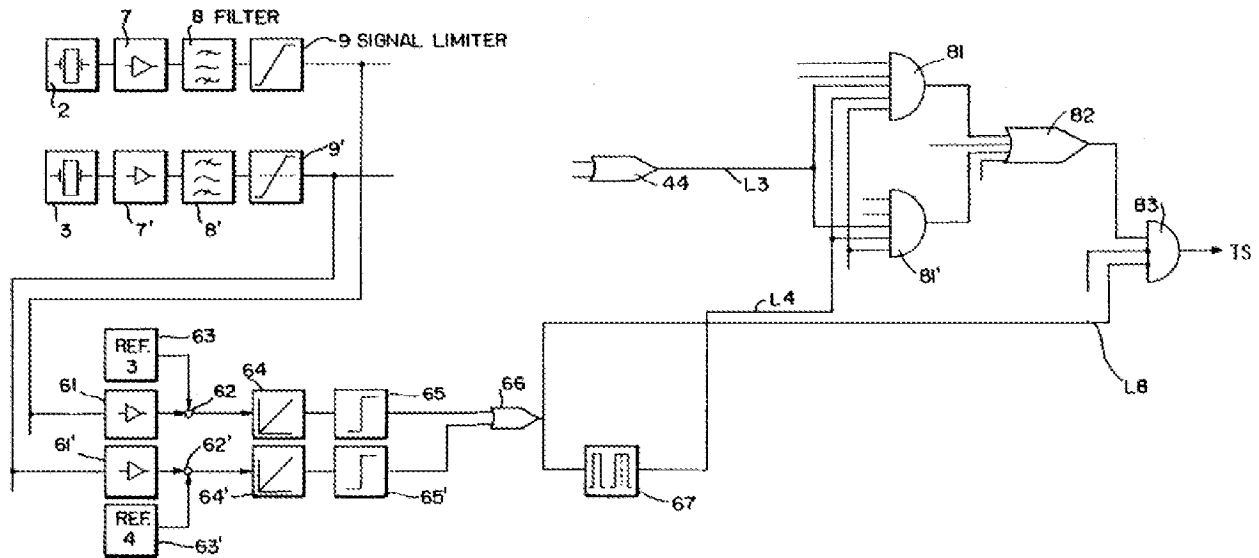 7
8 FILTER
9 SIGNAL LIMITER
2
9'
3
7'
8'
81
82
44
L3
83
TS
81'
L4
L8
REF. 3
63
61
62
64
65
66
61'
62'
64'
65'
67
REF. 4
63'